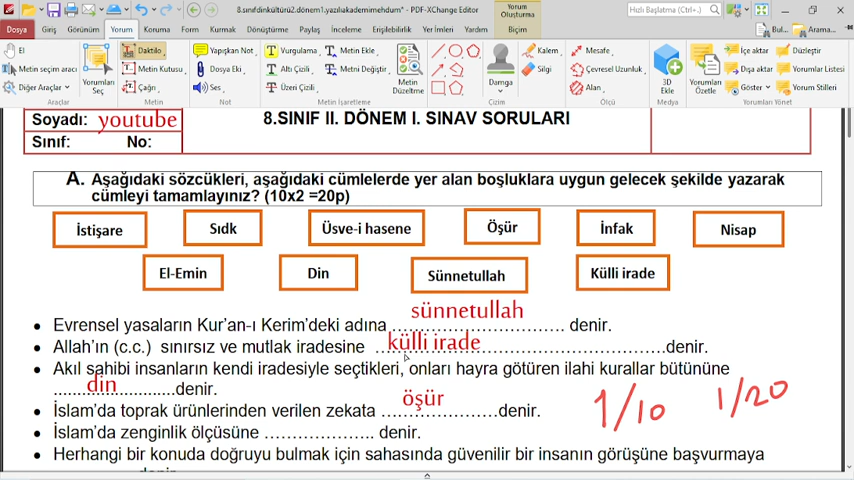 8.sınıfdinkültürü2.dönem1.yazılıakademimehdum* - PDF-XChange Editor
Yorum Oluşturma
Hızlı Başlatma (Ctrl+.)
Dosya Giriş Görünüm Düzenle Yorum Kurumak Dönüştürme Paylaş İnceleme Erişilebilirlik Yer İmleri Yardım Biçim Bul... Arama...
El Daktilo Yapışkan Not Vurgulama Metin Ekle Kalem Mesafe İçe aktar Düzleştir
Metin seçim aracı Metin Kutusu Dosya Eki Altı Çizili Metni Değiştir Silgi Çevresel Uzunluk Dışa aktar Yorumlar Listesi
Diğer Araçlar Yorumları Seç Çağrı Ses Üzeri Çizili Metin Düzeltme Damga Alan 3D Ekle Yorumları Özetle Göster Yorum Stilleri
Araçlar Not Metin İşaretleme Çizim Ölçüm Medya Yorumları Yönet
Soyadı: youtube
8.SINIF II. DÖNEM I. SINAV SORULARI
Sınıf: No:
A. Aşağıdaki sözcükleri, aşağıdaki cümlelerde yer alan boşluklara uygun gelecek şekilde yazarak
cümleyi tamamlayınız? (10x2 =20p)
İstişare Sıdk Üsve-i hasene Öşür İnfak Nisap
El-Emin Din Sünnetullah Külli irade
• Evrensel yasaların Kur'an-ı Kerim'deki adına sünnetullah denir.
• Allah'ın (c.c.) sınırsız ve mutlak iradesine külli irade denir.
• Akıl sahibi insanların kendi iradesiyle seçtikleri, onları hayra götüren ilahi kurallar bütününe
din denir.
• İslam'da toprak ürünlerinden verilen zekata öşür denir. 1/10 1/20
• İslam'da zenginlik ölçüsüne ……………….. denir.
• Herhangi bir konuda doğruyu bulmak için sahasında güvenilir bir insanın görüşüne başvurmaya